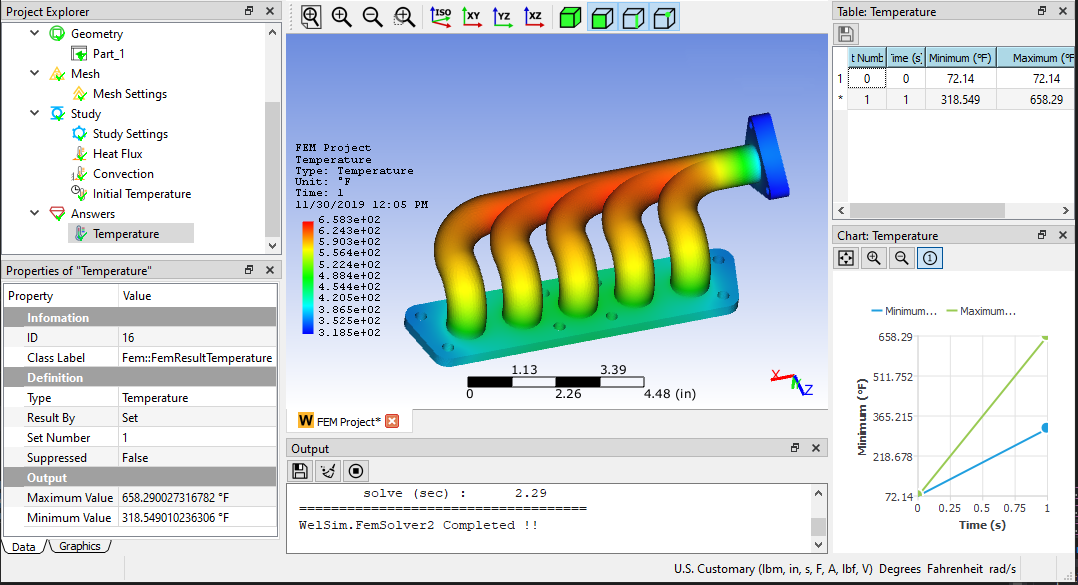 Project Explorer
Geometry
Part_1
Mesh
Mesh Settings
Study
Study Settings
Heat Flux
Convection
Initial Temperature
Answers
Temperature
Properties of "Temperature"
Property Value
Infomation
ID 16
Class Label Fem::FemResultTemperature
Definition
Type Temperature
Result By Set
Set Number 1
Suppressed False
Output
Maximum Value 658.290027316782 °F
Minimum Value 318.549010236306 °F
Data Graphics
ISO XY YZ XZ
FEM Project
Temperature
Type: Temperature
Unit: °F
Time: 1
11/30/2019 12:05 PM
6.583e+02
6.243e+02
5.903e+02
5.564e+02
5.224e+02
4.884e+02
4.544e+02
4.205e+02
3.865e+02
3.525e+02
3.185e+02
1.13 3.39
0 2.26 4.48 (in)
X Y Z
W FEM Project*
Output
solve (sec) : 2.29
====================================
WelSim.FemSolver2 Completed !!
Table: Temperature
t Numb Time (s) Minimum (°F) Maximum (°F
1 0 0 72.14 72.14
* 1 1 318.549 658.29
Chart: Temperature
1
Minimum... Maximum...
658.29
511.752
365.215
218.678
72.14
Minimum (°F)
0 0.25 0.5 0.75 1
Time (s)
U.S. Customary (lbm, in, s, F, A, lbf, V) Degrees Fahrenheit rad/s